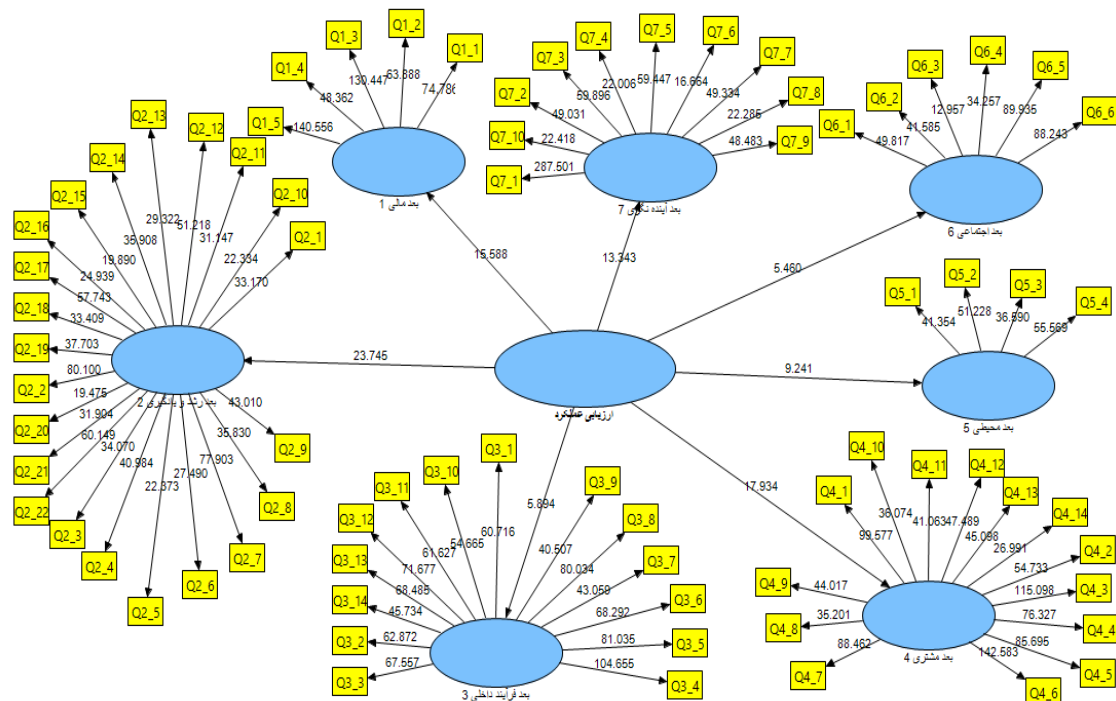 Q1_2
Q1_3
Q1_1
Q1_4
Q1_5
130.447
63.888
74.786
48.362
140.556
بعد مالی 1
Q7_5
Q7_6
Q7_4
Q7_7
Q7_3
Q7_8
Q7_2
Q7_10
Q7_9
Q7_1
22.006
59.447
16.664
59.896
49.334
49.031
22.285
22.418
48.483
287.501
بعد آینده نگری 7
Q6_4
Q6_3
Q6_5
Q6_2
Q6_6
Q6_1
34.257
12.957
89.935
41.585
88.243
49.817
بعد اجتماعی 6
Q2_13
Q2_12
Q2_11
Q2_14
Q2_10
Q2_15
Q2_16
Q2_1
Q2_17
Q2_18
Q2_19
Q2_2
Q2_20
Q2_21
Q2_22
Q2_3
Q2_4
Q2_5
Q2_6
Q2_7
Q2_8
Q2_9
29.322
51.218
31.147
35.908
19.890
22.334
24.939
33.170
57.743
33.409
37.703
80.100
19.475
31.904
60.149
34.070
40.984
22.373
27.490
77.903
35.830
43.010
بعد رشد و یادگیری 2
15.588
13.343
5.460
23.745
9.241
5.894
17.934
ارزیابی عملکرد
Q5_2
Q5_3
Q5_1
Q5_4
51.228
36.590
41.354
55.569
بعد محیطی 5
Q3_1
Q3_10
Q3_9
Q3_11
Q3_8
Q3_12
Q3_7
Q3_13
Q3_6
Q3_14
Q3_2
Q3_5
Q3_3
Q3_4
60.716
54.665
40.507
61.627
80.034
71.677
43.059
68.485
68.292
45.734
62.872
81.035
67.557
104.655
بعد فرآیند داخلی 3
Q4_10
Q4_11
Q4_12
Q4_13
Q4_1
Q4_14
Q4_2
Q4_9
Q4_3
Q4_8
Q4_4
Q4_7
Q4_5
Q4_6
36.074
41.063
47.489
45.098
99.577
26.991
54.733
44.017
115.098
35.201
76.327
88.462
85.695
142.583
بعد مشتری 4